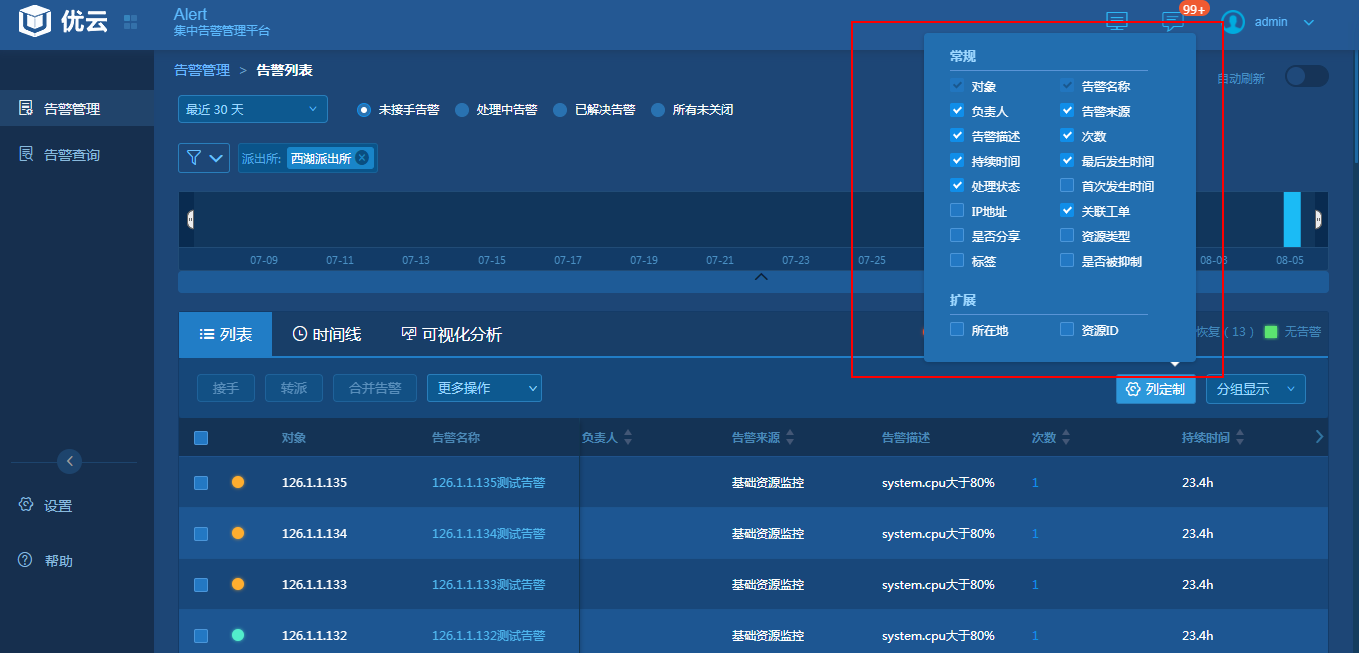 优云
Alert
集中告警管理平台
99+
admin
告警管理
告警查询
设置
帮助
告警管理 > 告警列表
自动刷新
最近 30 天
未接手告警 处理中告警 已解决告警 所有未关闭
派出所: 西湖派出所
07-09 07-11 07-13 07-15 07-17 07-19 07-21 07-23 07-25 08-03 08-05
常规
对象 告警名称
负责人 告警来源
告警描述 次数
持续时间 最后发生时间
处理状态 首次发生时间
IP地址 关联工单
是否分享 资源类型
标签 是否被抑制
扩展
所在地 资源ID
列表 时间线 可视化分析
恢复 ( 13 ) 无告警
接手 转派 合并告警 更多操作 列定制 分组显示
对象 告警名称 负责人 告警来源 告警描述 次数 持续时间
126.1.1.135 126.1.1.135测试告警 基础资源监控 system.cpu大于80% 1 23.4h
126.1.1.134 126.1.1.134测试告警 基础资源监控 system.cpu大于80% 1 23.4h
126.1.1.133 126.1.1.133测试告警 基础资源监控 system.cpu大于80% 1 23.4h
126.1.1.132 126.1.1.132测试告警 基础资源监控 system.cpu大于80% 1 23.4h